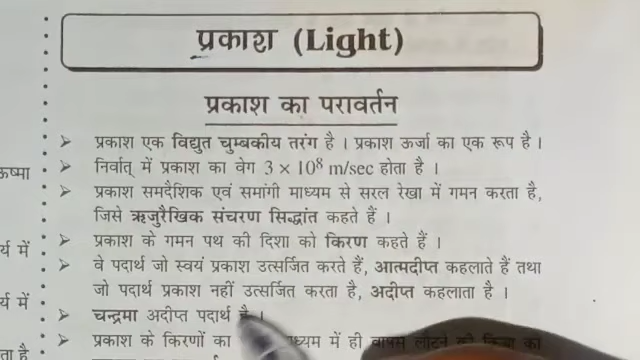 प्रकाश (Light)
प्रकाश का परावर्तन
➢ प्रकाश एक विद्युत चुम्बकीय तरंग है । प्रकाश ऊर्जा का एक रूप है ।
ऊष्मा
➢ निर्वात् में प्रकाश का वेग 3 × 10⁸ m/sec होता है ।
➢ प्रकाश समदैशिक एवं समांगी माध्यम से सरल रेखा में गमन करता है,
जिसे ऋजुरैखिक संचरण सिद्धांत कहते हैं ।
➢ प्रकाश के गमन पथ की दिशा को किरण कहते हैं ।
र्य में
➢ वे पदार्थ जो स्वयं प्रकाश उत्सर्जित करते हैं, आत्मदीप्त कहलाते हैं तथा
जो पदार्थ प्रकाश नहीं उत्सर्जित करता है, अदीप्त कहलाता है ।
र्य में
➢ चन्द्रमा अदीप्त पदार्थ है ।
➢ प्रकाश के किरणों का में ही वापस लौटने की क्रिया का
ता है